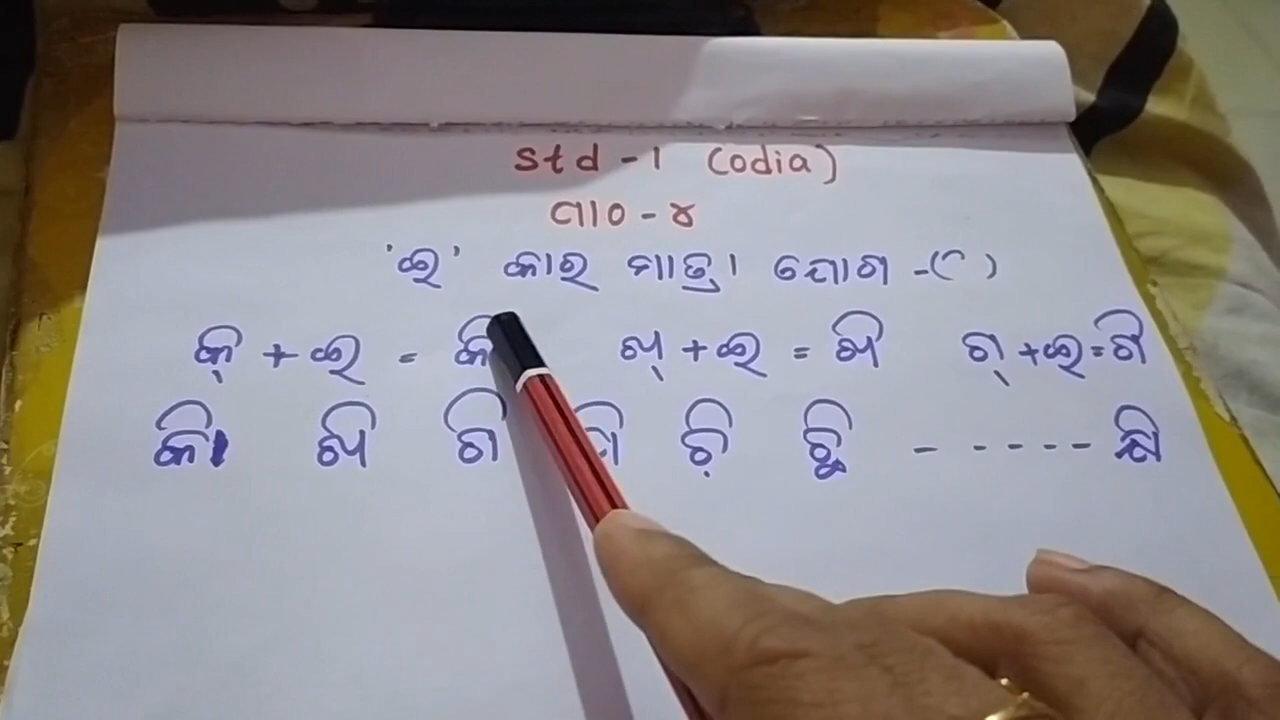 Std - 1 (Odia)
ପାଠ - ୪
'ଇ' କାର ମାତ୍ରା ଯୋଗ - ( ି )
କ୍ + ଇ = କି ଖ୍ + ଇ = ଖି ଗ୍ + ଇ = ଗି
କି ଖି ଗି ଘି ଚି ଛି - - - - - କ୍ଷି